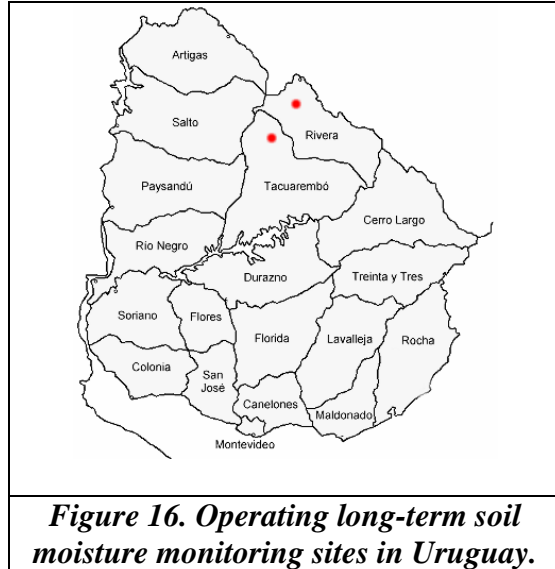 Artigas
Salto
Rivera
Paysandú
Tacuarembó
Cerro Largo
Río Negro
Durazno
Treinta y Tres
Soriano
Flores
Florida
Lavalleja
Rocha
Colonia
San
José
Canelones
Maldonado
Montevideo
Figure 16. Operating long-term soil
moisture monitoring sites in Uruguay.